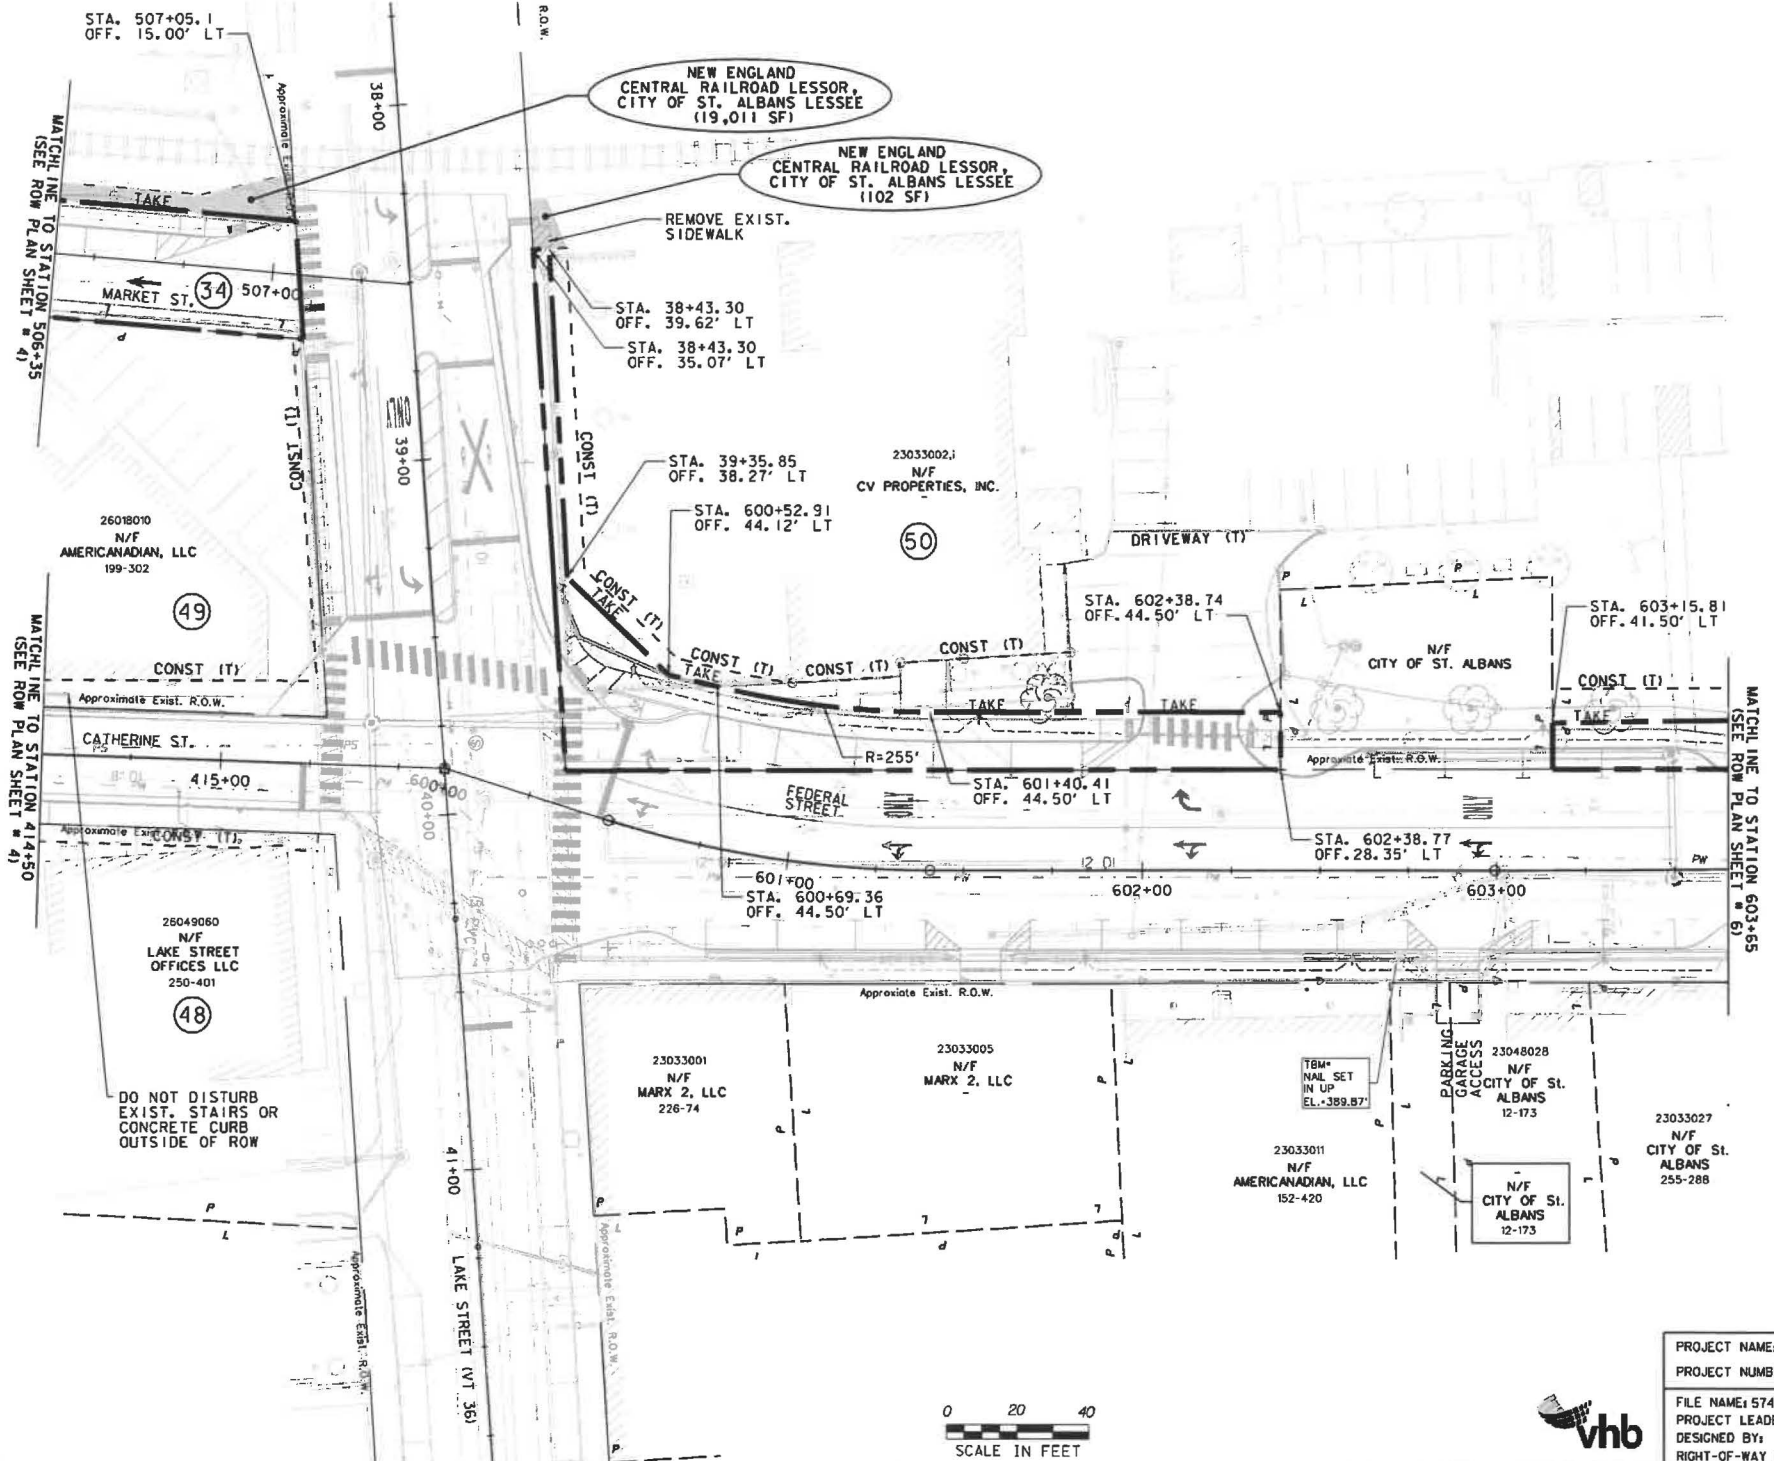 STA. 507+05.1
OFF. 15.00' LT
R.O.W.
Approximate Exist.
38+00
NEW ENGLAND
CENTRAL RAILROAD LESSOR,
CITY OF ST. ALBANS LESSEE
(19,011 SF)
NEW ENGLAND
CENTRAL RAILROAD LESSOR,
CITY OF ST. ALBANS LESSEE
(102 SF)
REMOVE EXIST.
SIDEWALK
MATCHLINE TO STATION 506+35
(SEE ROW PLAN SHEET # 4)
TAKE
MARKET ST.
34
507+00
STA. 38+43.30
OFF. 39.62' LT
STA. 38+43.30
OFF. 35.07' LT
CONST (T)
ONLY
39+00
CONST (T)
STA. 39+35.85
OFF. 38.27' LT
STA. 600+52.91
OFF. 44.12' LT
23033002,i
N/F
CV PROPERTIES, INC.
-
50
DRIVEWAY (T)
26018010
N/F
AMERICANADIAN, LLC
199-302
49
CONST (T)
TAKE
CONST (T)
TAKE
CONST (T)
CONST (T)
TAKE
TAKE
STA. 602+38.74
OFF. 44.50' LT
P
L
P
L
N/F
CITY OF ST. ALBANS
STA. 603+15.81
OFF. 41.50' LT
CONST (T)
TAKE
MATCHLINE TO STATION 603+65
(SEE ROW PLAN SHEET # 6)
MATCHLINE TO STATION 414+50
(SEE ROW PLAN SHEET # 4)
CONST (T)
Approximate Exist. R.O.W.
CATHERINE ST.
415+00
600+00
40+00
R=255'
Approximate Exist. R.O.W.
FEDERAL
STREET
ONLY
STA. 601+40.41
OFF. 44.50' LT
ONLY
STA. 602+38.77
OFF. 28.35' LT
Approximate Exist.
CONST (T)
601+00
602+00
603+00
PW
STA. 600+69.36
OFF. 44.50' LT
26049060
N/F
LAKE STREET
OFFICES LLC
250-401
48
Approxiate Exist. R.O.W.
DO NOT DISTURB
EXIST. STAIRS OR
CONCRETE CURB
OUTSIDE OF ROW
23033001
N/F
MARX 2, LLC
226-74
23033005
N/F
MARX 2, LLC
-
TBM=
NAIL SET
IN UP
EL.=389.87'
PARKING
GARAGE
ACCESS
23048028
N/F
CITY OF St.
ALBANS
12-173
23033027
N/F
CITY OF St.
ALBANS
255-288
23033011
N/F
AMERICANADIAN, LLC
152-420
-
N/F
CITY OF St.
ALBANS
12-173
41+00
LAKE STREET (VT 36)
Approximate Exist. R.O.W.
Approximate Exist. R.O.W.
P
L
0 20 40
SCALE IN FEET
vhb
PROJECT NAME:
PROJECT NUMB
FILE NAME: 574
PROJECT LEADE
DESIGNED BY:
RIGHT-OF-WAY